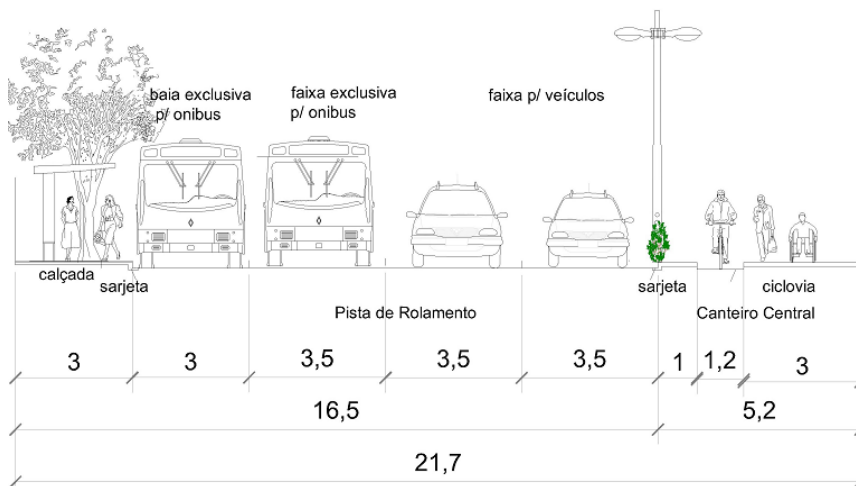 baia exclusiva
p/ onibus
faixa exclusiva
p/ onibus
faixa p/ veículos
calçada
sarjeta
sarjeta
ciclovia
Pista de Rolamento
Canteiro Central
3
3
3,5
3,5
3,5
1
1,2
3
16,5
5,2
21,7